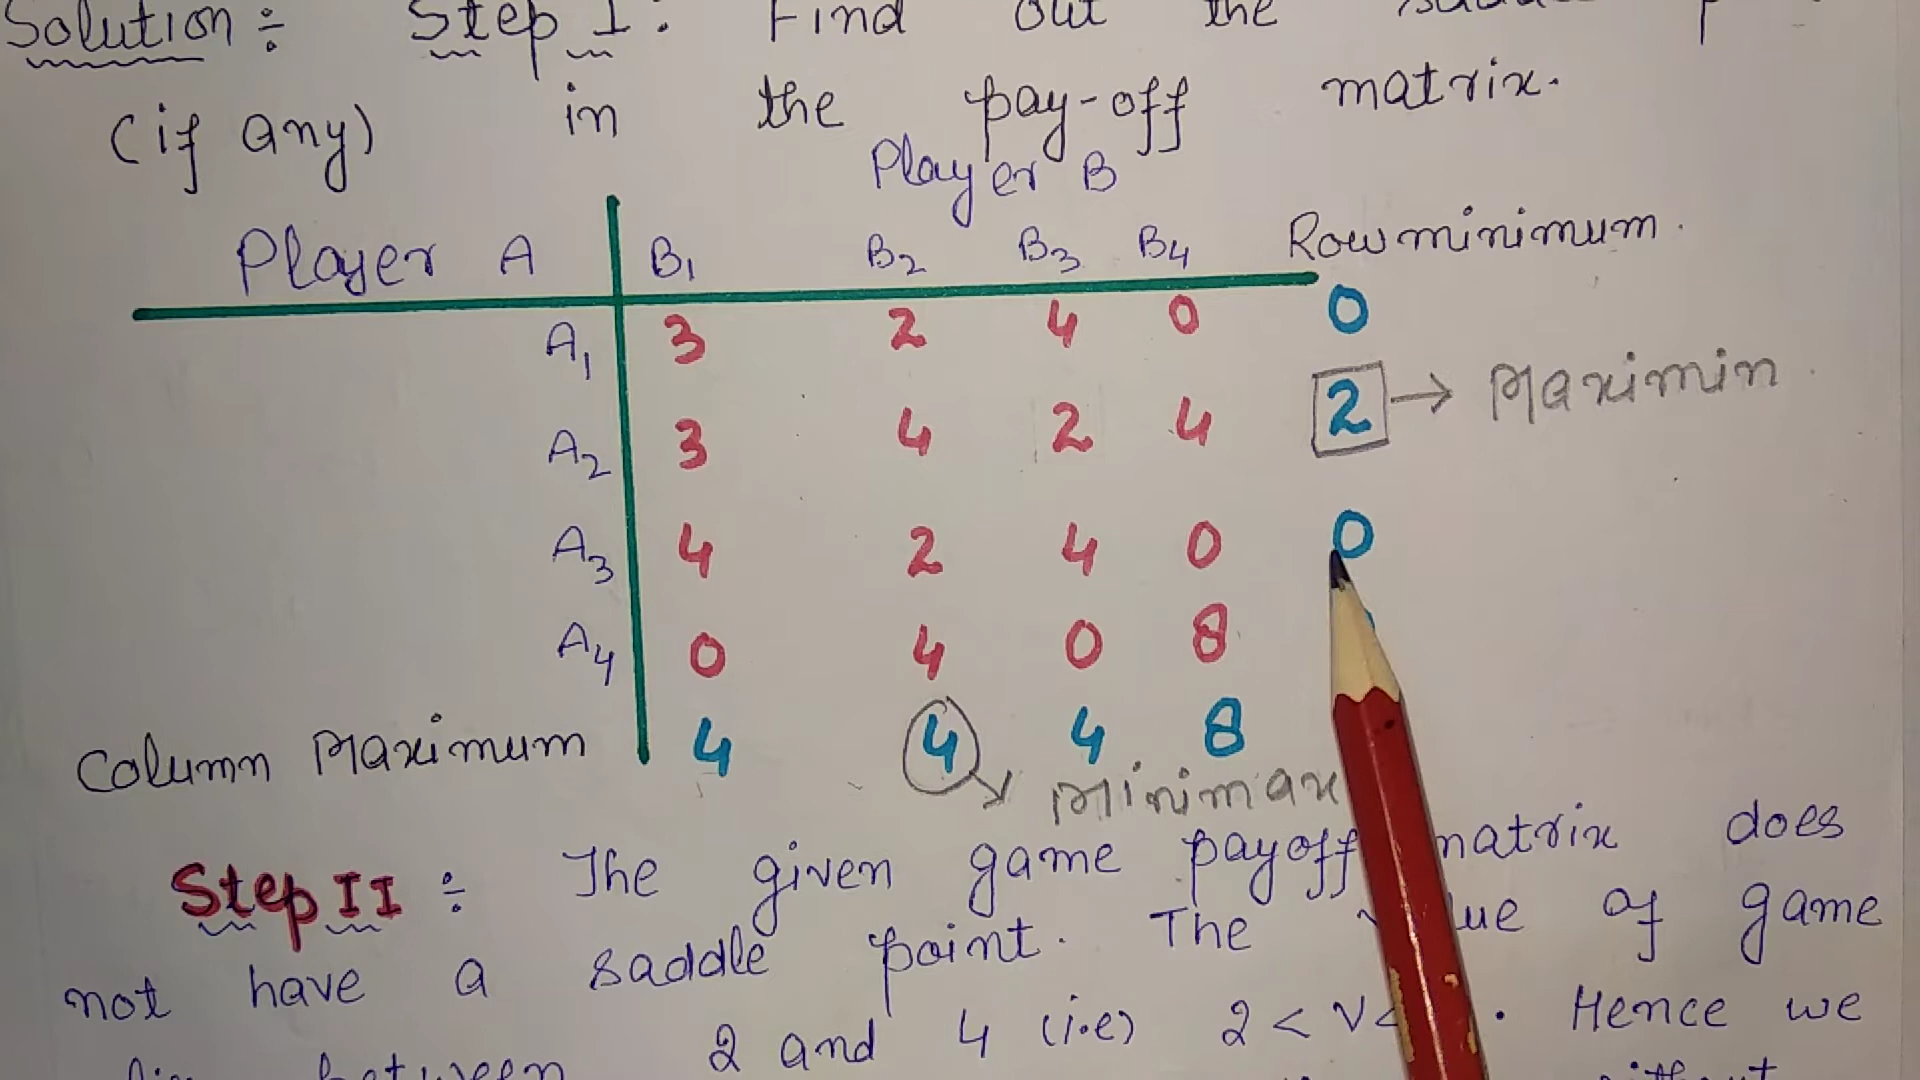 Solution ÷ Step I : Find out the
(if any) in the pay-off matrix.
Player B
Player A B1 B2 B3 B4 Row minimum.
A1 3 2 4 0 0
A2 3 4 2 4 2 → Maximin.
A3 4 2 4 0 0
A4 0 4 0 8
Column Maximum 4 4 4 8
Minimax
Step II ÷ The given game payoff matrix does
not have a saddle point. The of game
between 2 and 4 (i.e) 2 < V < . Hence we